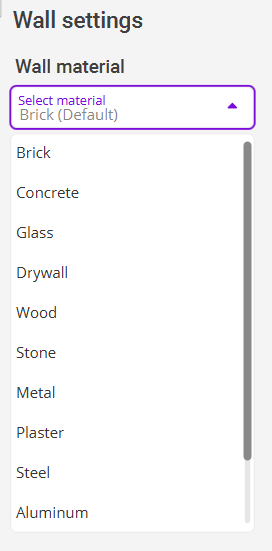 Wall settings
Wall material
Select material
Brick (Default)
Brick
Concrete
Glass
Drywall
Wood
Stone
Metal
Plaster
Steel
Aluminum